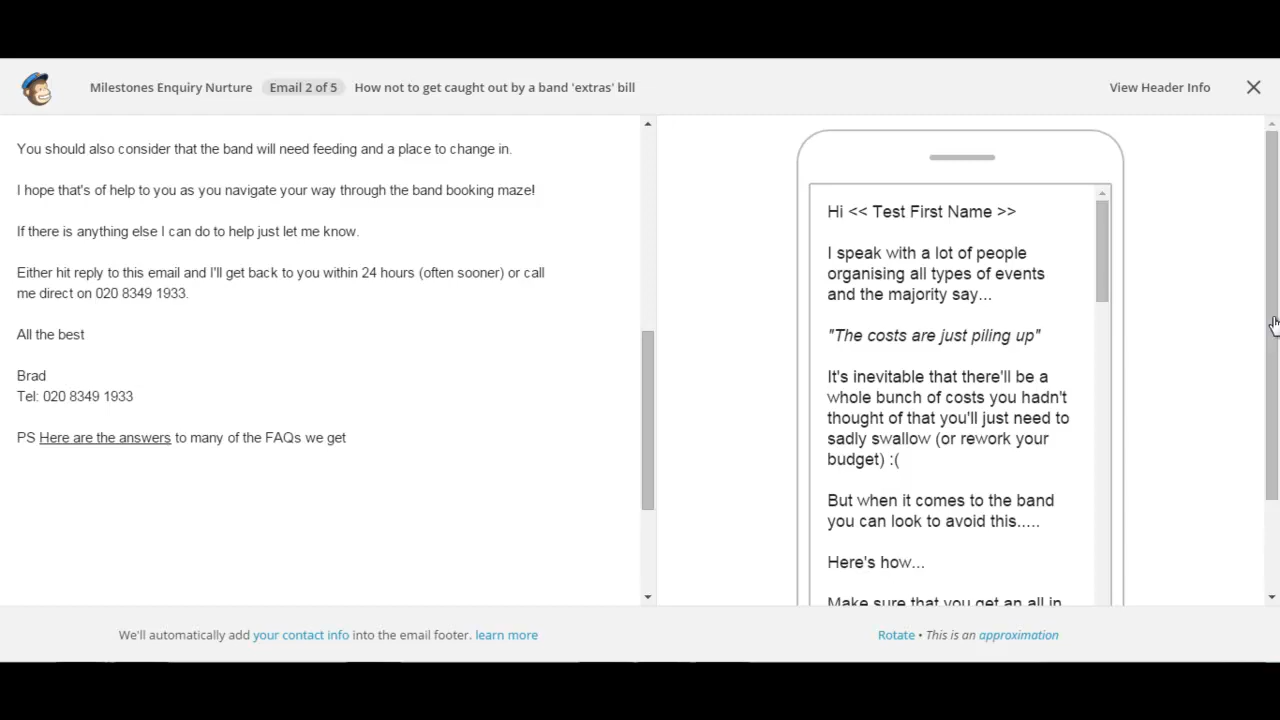 Milestones Enquiry Nurture Email 2 of 5 How not to get caught out by a band 'extras' bill View Header Info
You should also consider that the band will need feeding and a place to change in.
I hope that's of help to you as you navigate your way through the band booking maze!
If there is anything else I can do to help just let me know.
Either hit reply to this email and I'll get back to you within 24 hours (often sooner) or call
me direct on 020 8349 1933.
All the best
Brad
Tel: 020 8349 1933
PS Here are the answers to many of the FAQs we get
Hi << Test First Name >>
I speak with a lot of people
organising all types of events
and the majority say...
"The costs are just piling up"
It's inevitable that there'll be a
whole bunch of costs you hadn't
thought of that you'll just need to
sadly swallow (or rework your
budget) :(
But when it comes to the band
you can look to avoid this.....
Here's how...
Make sure that you get an all in
We'll automatically add your contact info into the email footer. learn more
Rotate • This is an approximation